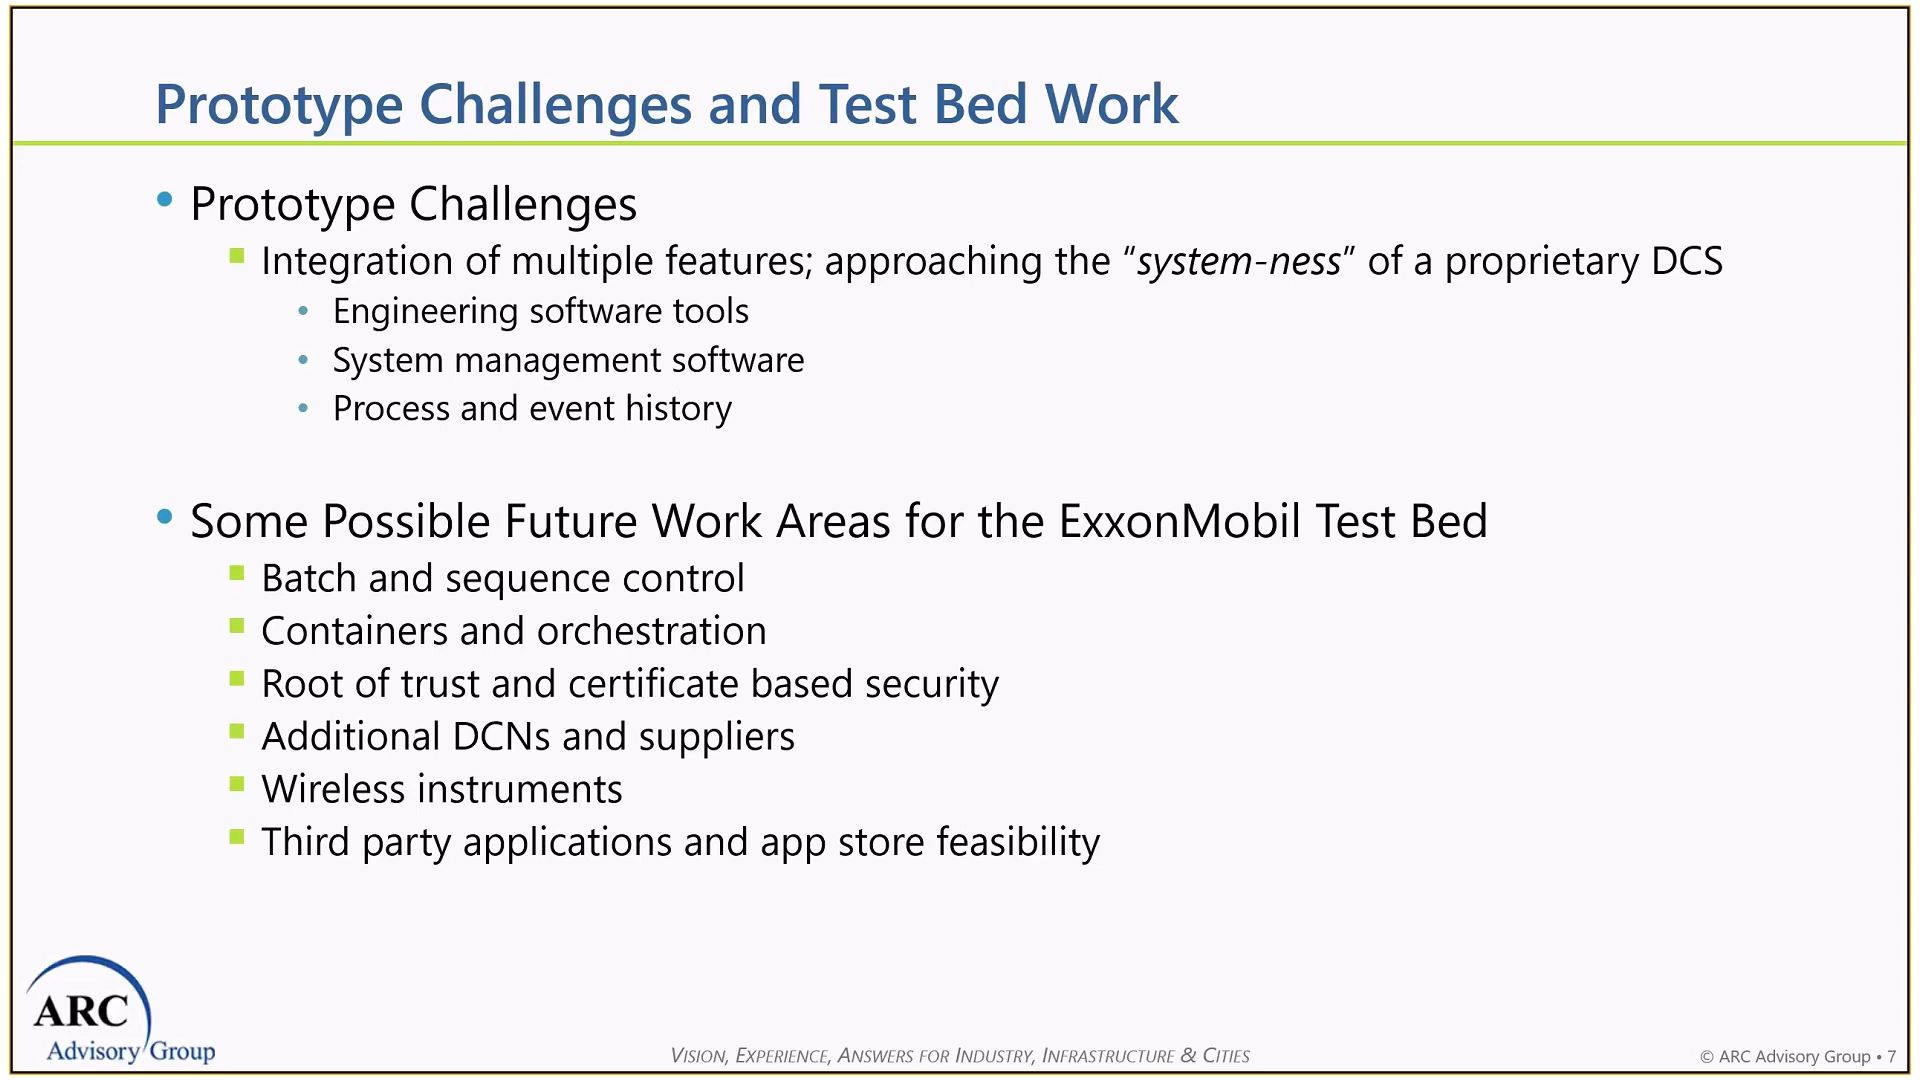 Prototype Challenges and Test Bed Work
• Prototype Challenges
▪ Integration of multiple features; approaching the “system-ness” of a proprietary DCS
• Engineering software tools
• System management software
• Process and event history
• Some Possible Future Work Areas for the ExxonMobil Test Bed
▪ Batch and sequence control
▪ Containers and orchestration
▪ Root of trust and certificate based security
▪ Additional DCNs and suppliers
▪ Wireless instruments
▪ Third party applications and app store feasibility
ARC
Advisory Group
VISION, EXPERIENCE, ANSWERS FOR INDUSTRY, INFRASTRUCTURE & CITIES
© ARC Advisory Group • 7